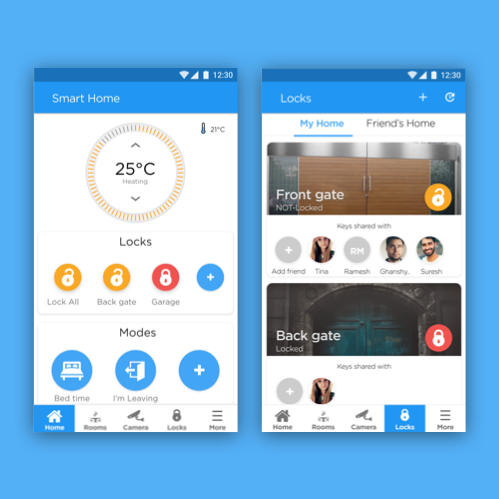 12:30
Smart Home
21°C
25°C
Heating
Locks
Lock All
Back gate
Garage
Modes
Bed time
I'm Leaving
Home
Rooms
Camera
Locks
More
12:30
Locks
My Home
Friend's Home
Front gate
NOT-Locked
Keys shared with
RM
Add friend
Tina
Ramesh
Ghanshy..
Suresh
Back gate
Locked
Keys shared with
Home
Rooms
Camera
Locks
More